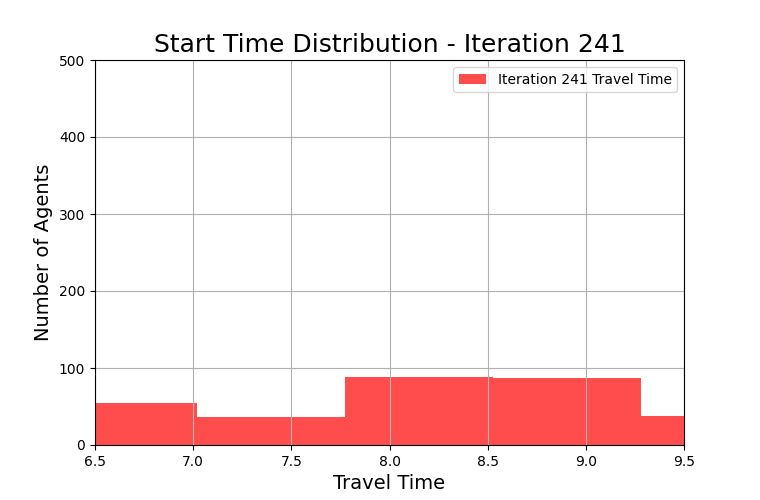 Start Time Distribution - Iteration 241
Iteration 241 Travel Time
Number of Agents
500
400
300
200
100
0
6.5 7.0 7.5 8.0 8.5 9.0 9.5
Travel Time